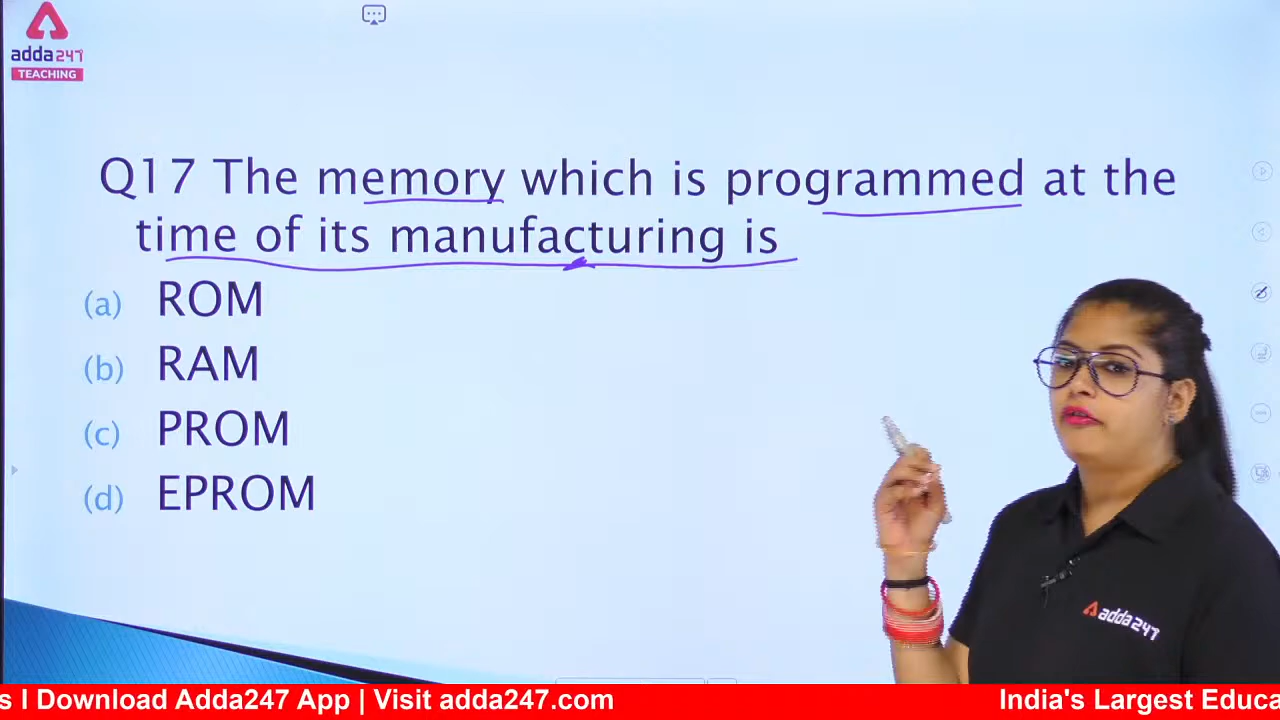 adda247
TEACHING
Q17 The memory which is programmed at the
time of its manufacturing is
(a) ROM
(b) RAM
(c) PROM
(d) EPROM
adda247
s I Download Adda247 App | Visit adda247.com
India's Largest Educa